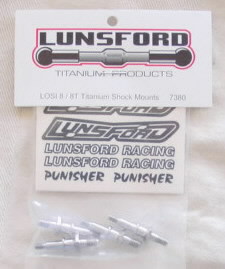 LUNSFORD
TITANIUM PRODUCTS
LOSI 8 / 8T Titanium Shock Mounts 7380
LUNSFORD
LUNSFORD RACING
LUNSFORD RACING
PUNISHER PUNISHER